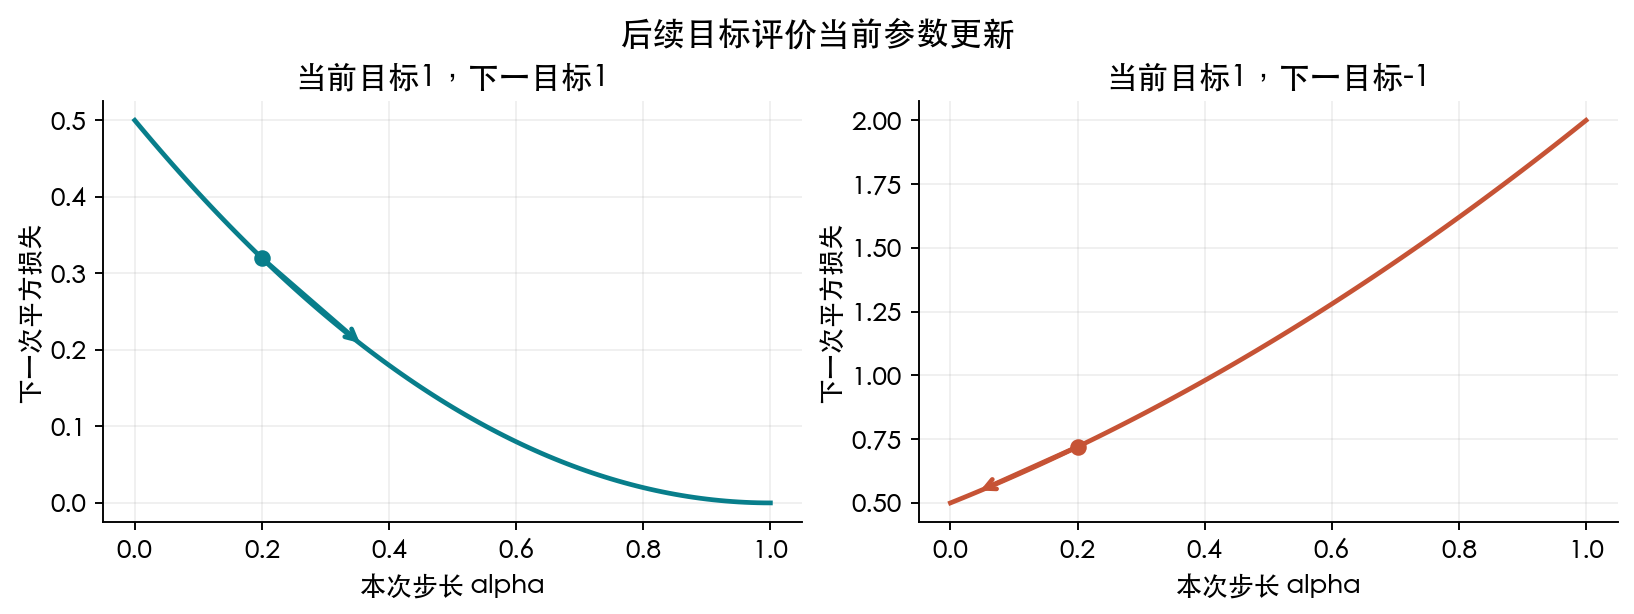 后续目标评价当前参数更新
当前目标1，下一目标1
下一次平方损失
0.5
0.4
0.3
0.2
0.1
0.0
0.0 0.2 0.4 0.6 0.8 1.0
本次步长 alpha
当前目标1，下一目标-1
下一次平方损失
2.00
1.75
1.50
1.25
1.00
0.75
0.50
0.0 0.2 0.4 0.6 0.8 1.0
本次步长 alpha